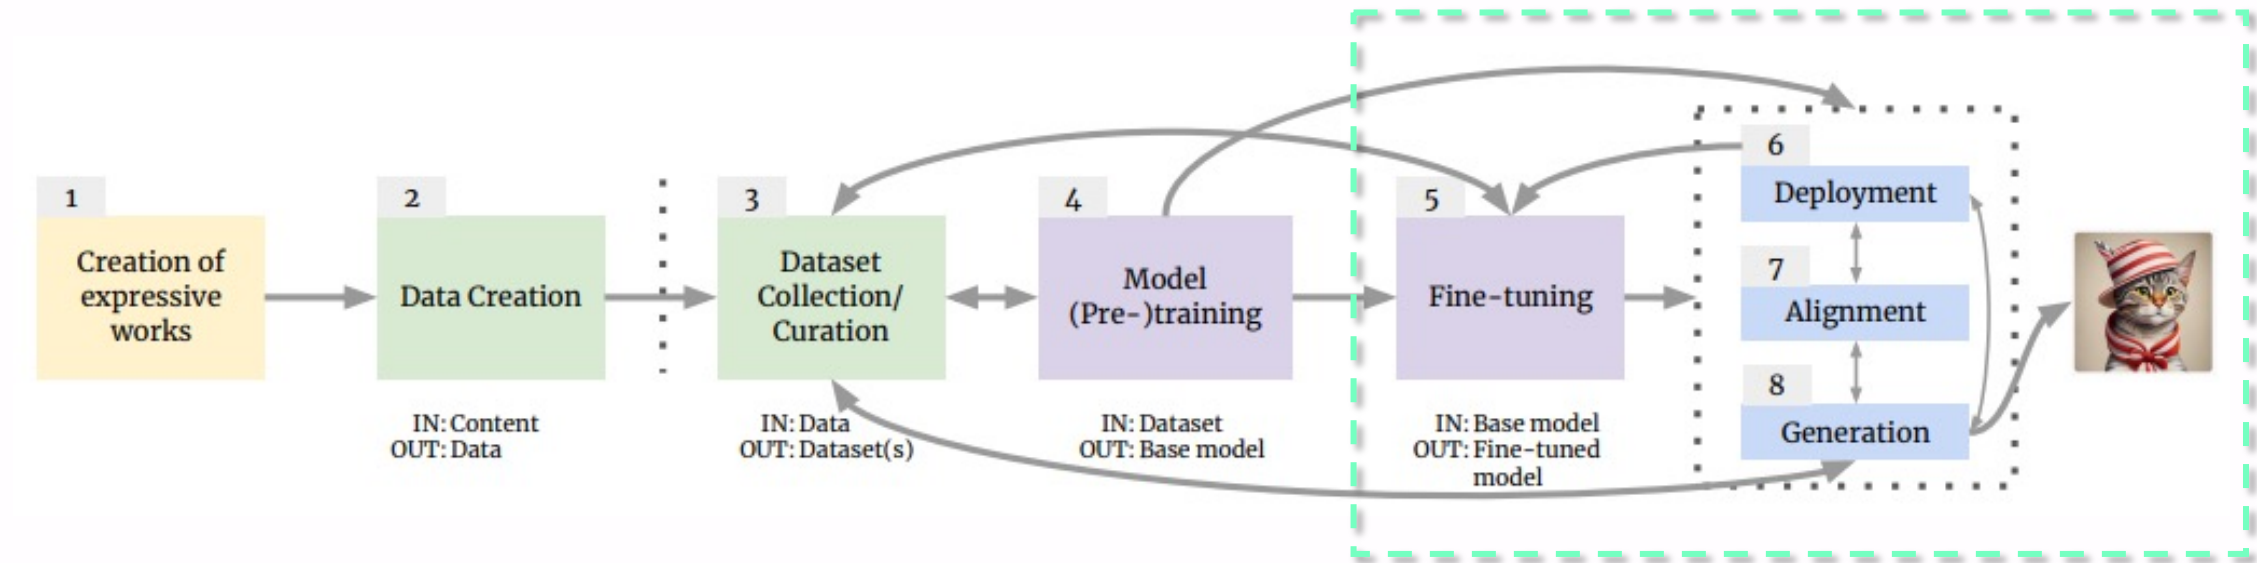 1
Creation of
expressive
works
2
Data Creation
IN: Content
OUT: Data
3
Dataset
Collection/
Curation
IN: Data
OUT: Dataset(s)
4
Model
(Pre-)training
IN: Dataset
OUT: Base model
5
Fine-tuning
IN: Base model
OUT: Fine-tuned
model
6
Deployment
7
Alignment
8
Generation